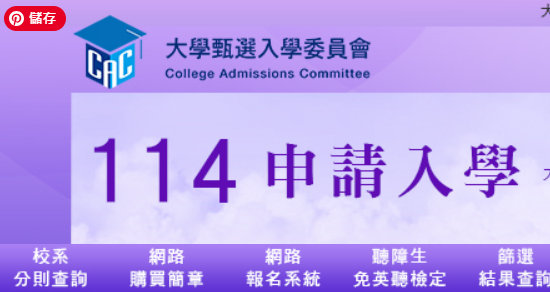 儲存
CAC
大學甄選入學委員會
College Admissions Committee
114 申請入學
校系 網路 網路 聽障生 篩選
分則查詢 購買簡章 報名系統 免英聽檢定 結果查詢